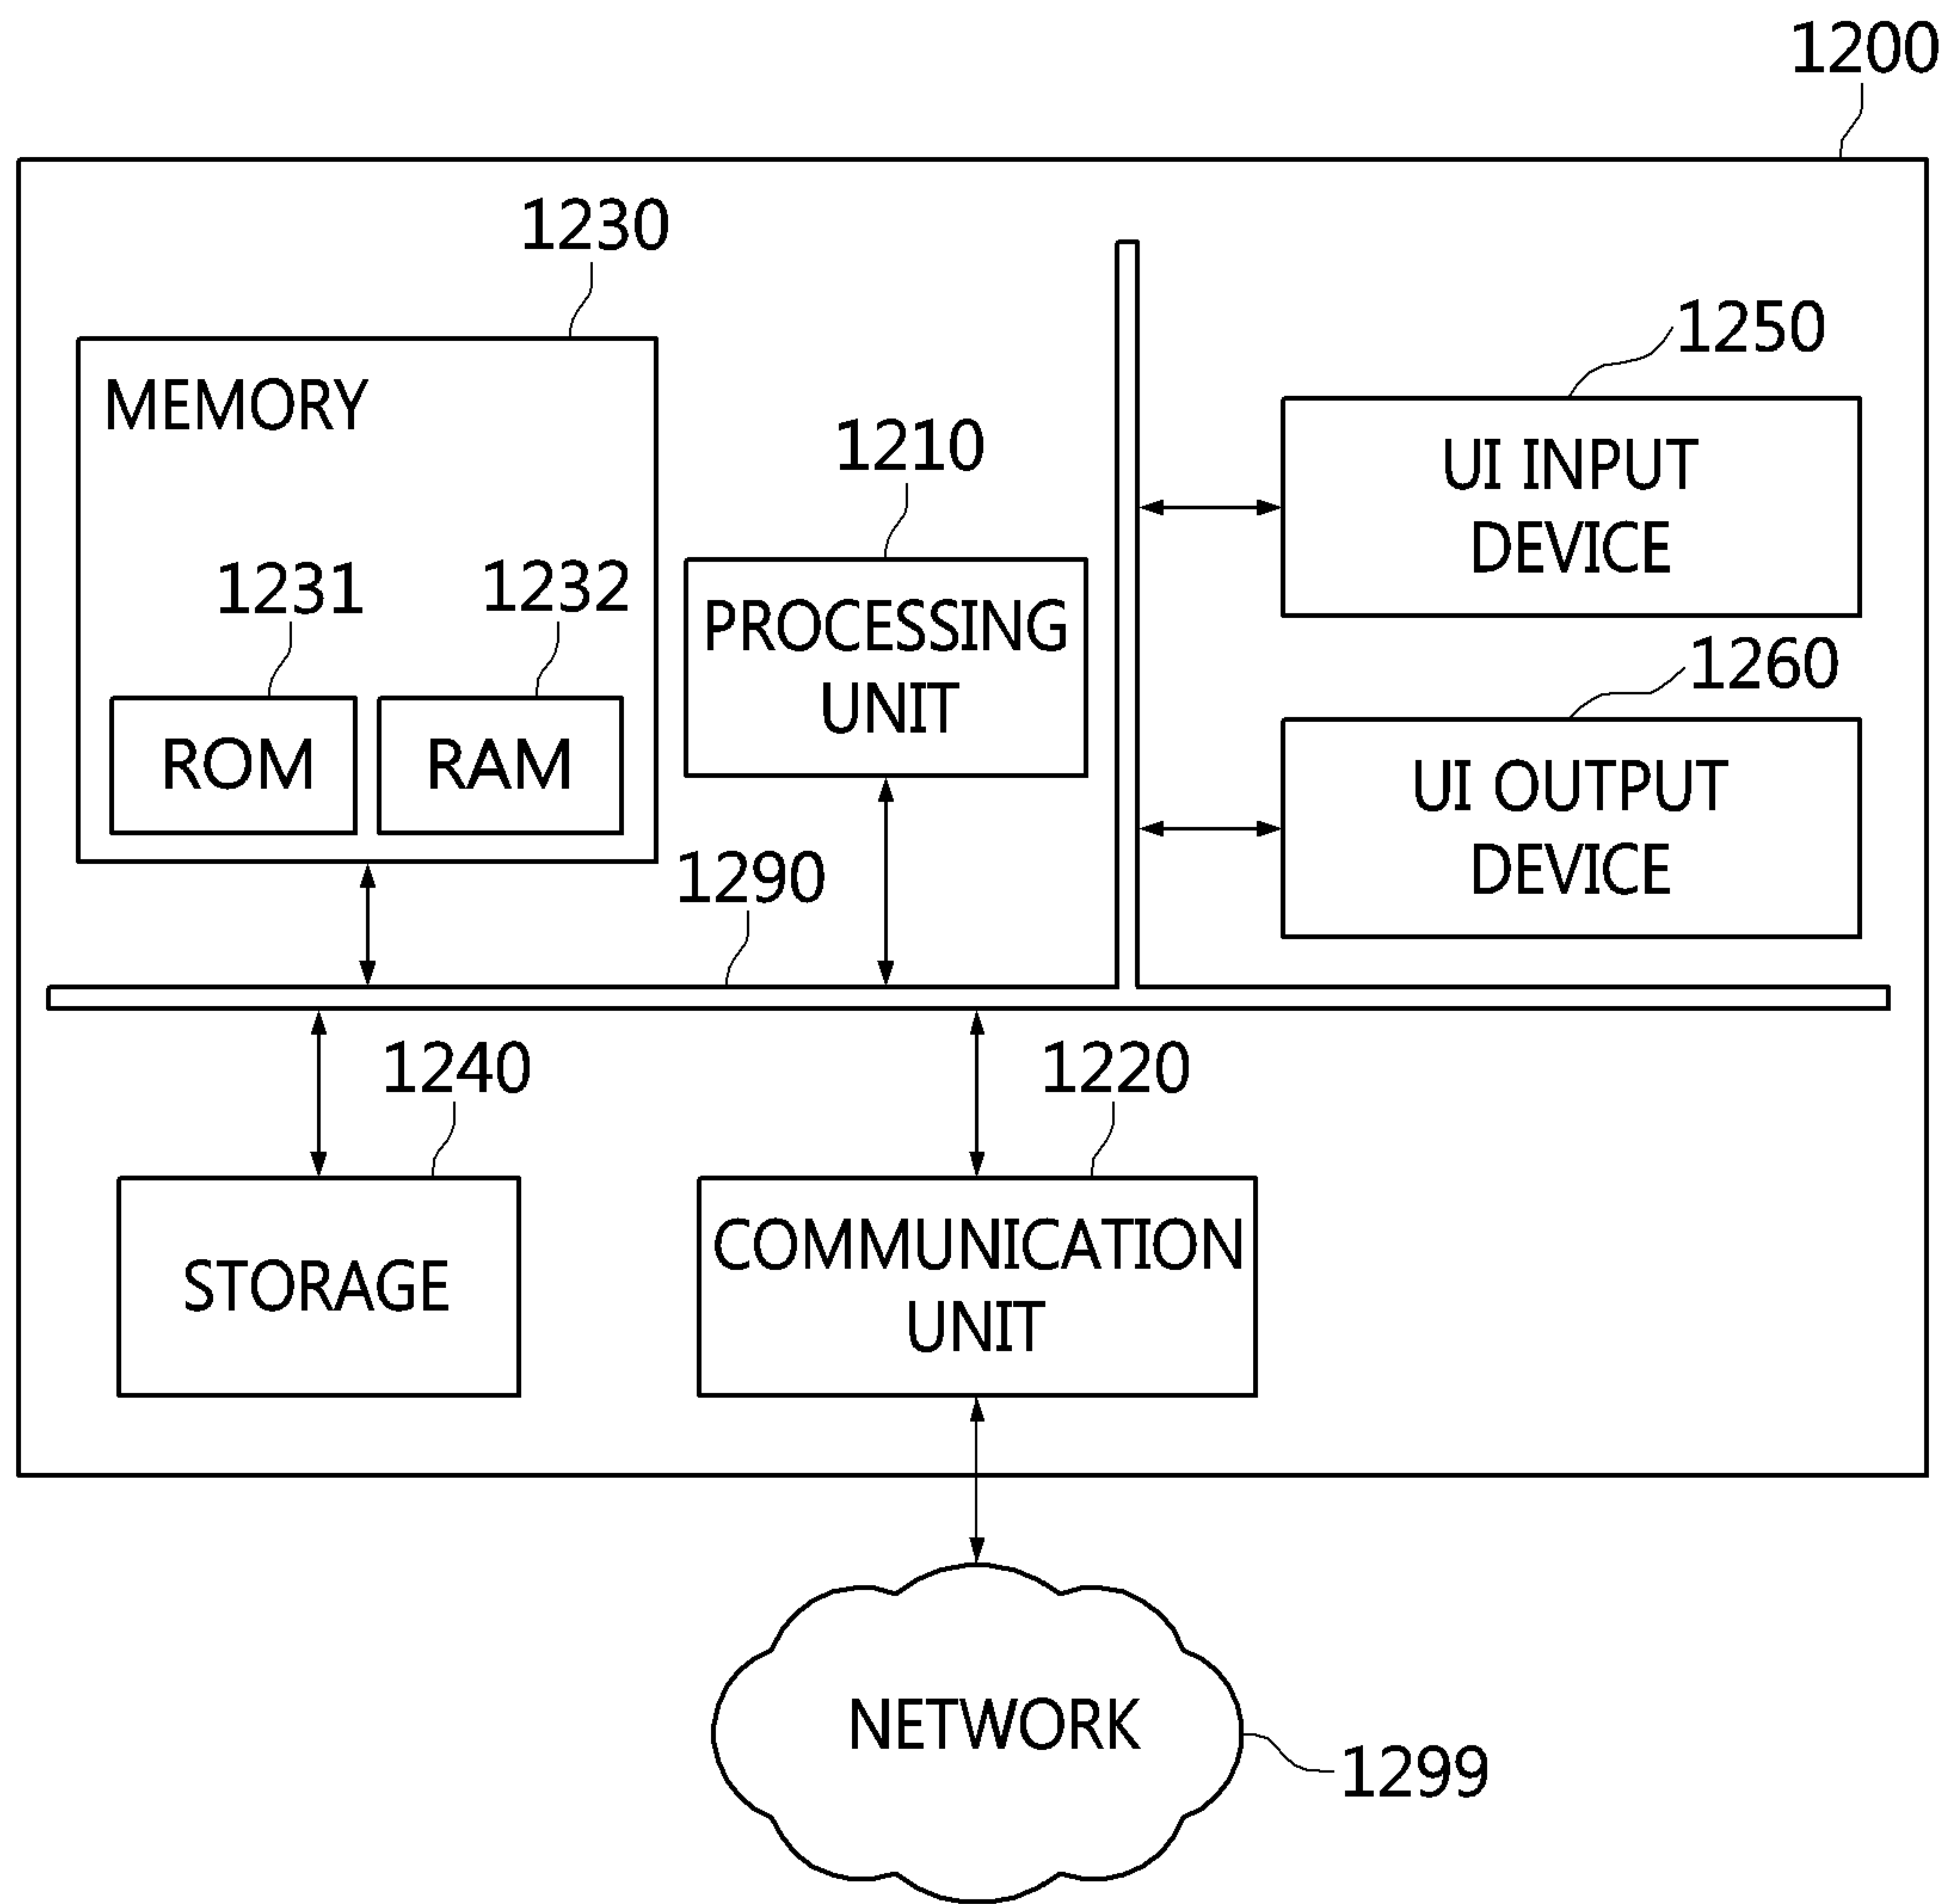 1200
1230
MEMORY
1231
1232
ROM
RAM
1210
PROCESSING
UNIT
1250
UI INPUT
DEVICE
1260
UI OUTPUT
DEVICE
1290
1240
STORAGE
1220
COMMUNICATION
UNIT
NETWORK
1299